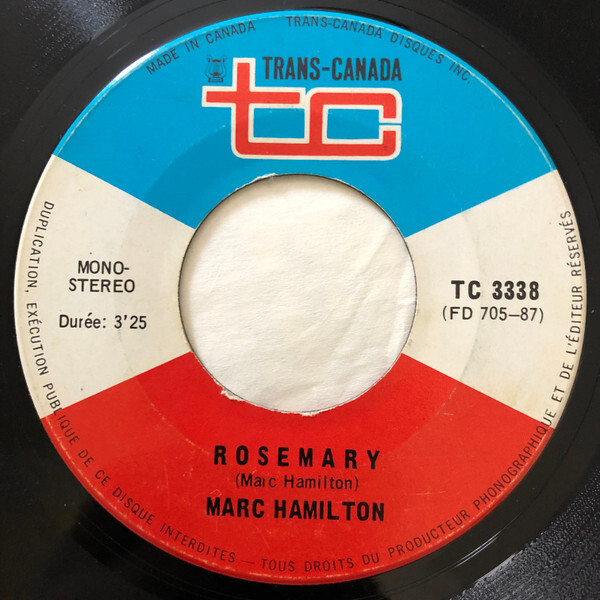 MADE IN CANADA
TRANS-CANADA DISQUES INC.
TRANS-CANADA
tc
MONO-
STEREO
Durée: 3'25
TC 3338
(FD 705-87)
ROSEMARY
(Marc Hamilton)
MARC HAMILTON
DUPLICATION, EXÉCUTION PUBLIQUE DE CE DISQUE INTERDITES — TOUS DROITS DU PRODUCTEUR PHONOGRAPHIQUE ET DE L'ÉDITEUR RÉSERVÉS